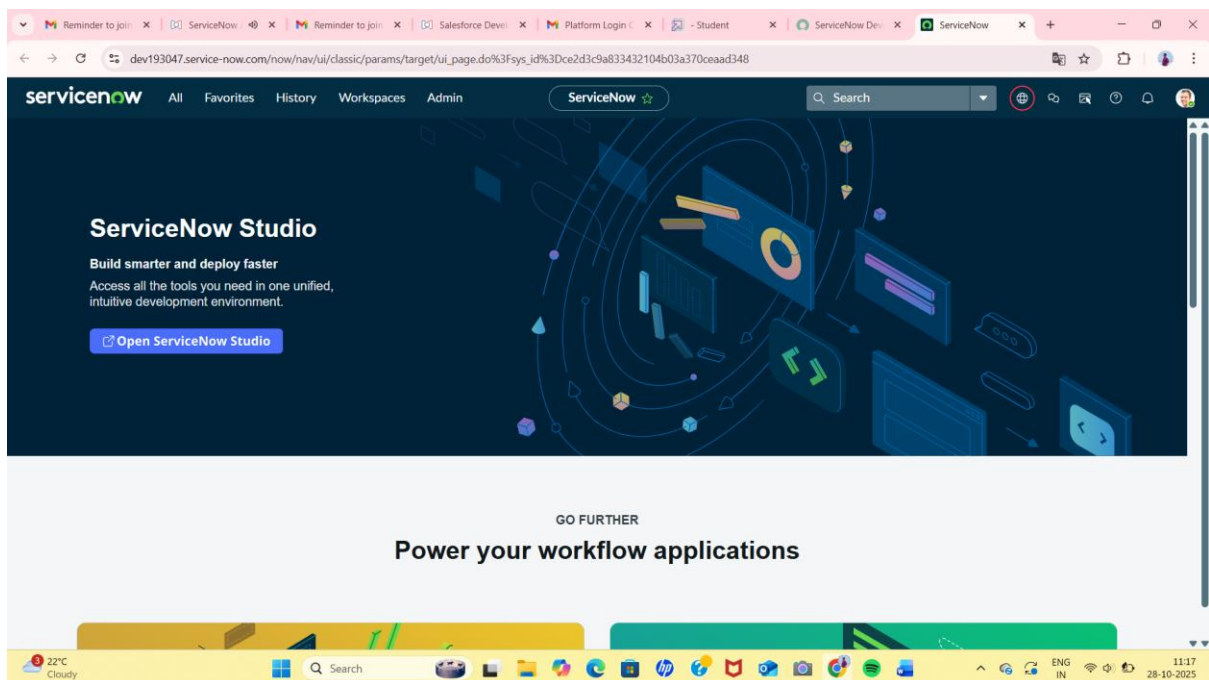 Reminder to join
ServiceNow
Reminder to join
Salesforce Devel
Platform Login C
- Student
ServiceNow Dev
ServiceNow
dev193047.service-now.com/now/nav/ui/classic/params/target/ui_page.do%3Fsys_id%3Dce2d3c9a833432104b03a370ceaad348
servicenow
All Favorites History Workspaces Admin
ServiceNow
Search
ServiceNow Studio
Build smarter and deploy faster
Access all the tools you need in one unified,
intuitive development environment.
Open ServiceNow Studio
GO FURTHER
Power your workflow applications
3
22°C
Cloudy
Search
ENG
IN
11:17
28-10-2025